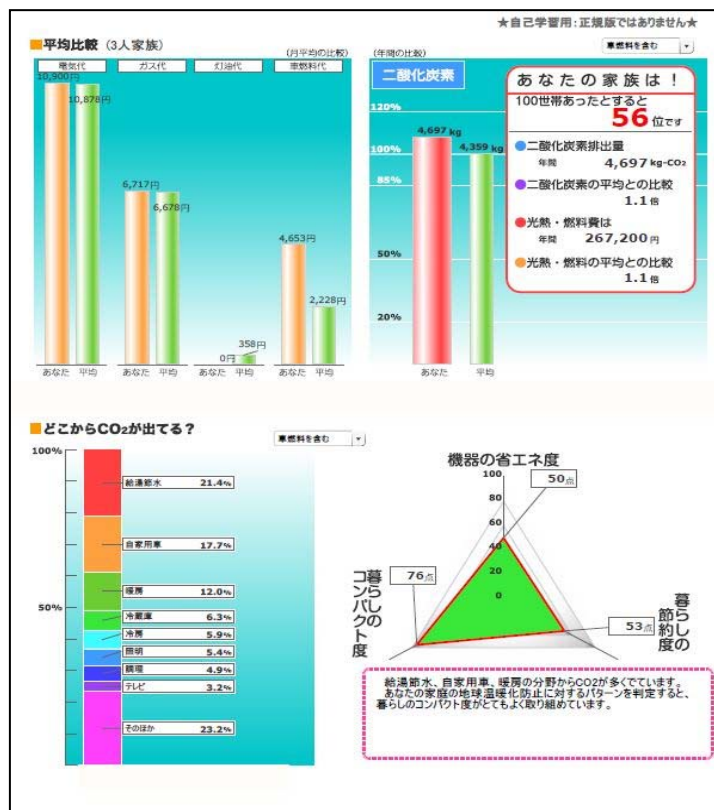 ★自己学習用：正規版ではありません★
■平均比較（3人家族）
（月平均の比較）
電気代 ガス代 灯油代 車燃料代
10,900円
10,878円
6,717円
6,678円
0円
358円
4,653円
2,228円
あなた 平均 あなた 平均 あなた 平均 あなた 平均
（年間の比較）
車燃料を含む
二酸化炭素
120%
100%
85%
50%
20%
4,697 kg
4,359 kg
あなた 平均
あなたの家族は！
100世帯あったとすると
56位です
●二酸化炭素排出量
年間 4,697 kg-CO₂
●二酸化炭素の平均との比較
1.1倍
●光熱・燃料費は
年間 267,200円
●光熱・燃料の平均との比較
1.1倍
■どこからCO₂が出てる？
車燃料を含む
100%
50%
給湯節水 21.4%
自家用車 17.7%
暖房 12.0%
冷蔵庫 6.3%
冷房 5.9%
照明 5.4%
調理 4.9%
テレビ 3.2%
そのほか 23.2%
機器の省エネ度
100
80
60
40
20
0
50点
暮らしの
コンパクト度
76点
暮らしの
節約度
53点
給湯節水、自家用車、暖房の分野からCO2が多くでています。
あなたの家庭の地球温暖化防止に対するパターンを判定すると、
暮らしのコンパクト度がとてもよく取り組めています。